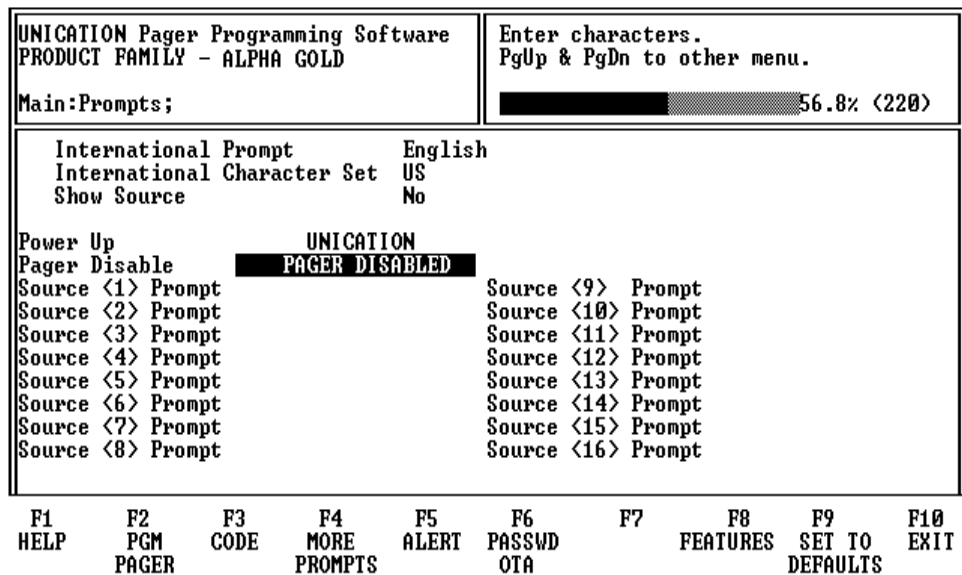 UNICATION Pager Programming Software
PRODUCT FAMILY - ALPHA GOLD
Main:Prompts;
Enter characters.
PgUp & PgDn to other menu.
56.8% (220)
International Prompt English
International Character Set US
Show Source No
Power Up UNICATION
Pager Disable PAGER DISABLED
Source <1> Prompt Source <9> Prompt
Source <2> Prompt Source <10> Prompt
Source <3> Prompt Source <11> Prompt
Source <4> Prompt Source <12> Prompt
Source <5> Prompt Source <13> Prompt
Source <6> Prompt Source <14> Prompt
Source <7> Prompt Source <15> Prompt
Source <8> Prompt Source <16> Prompt
F1 F2 F3 F4 F5 F6 F7 F8 F9 F10
HELP PGM CODE MORE ALERT PASSWD FEATURES SET TO EXIT
PAGER PROMPTS OTA DEFAULTS